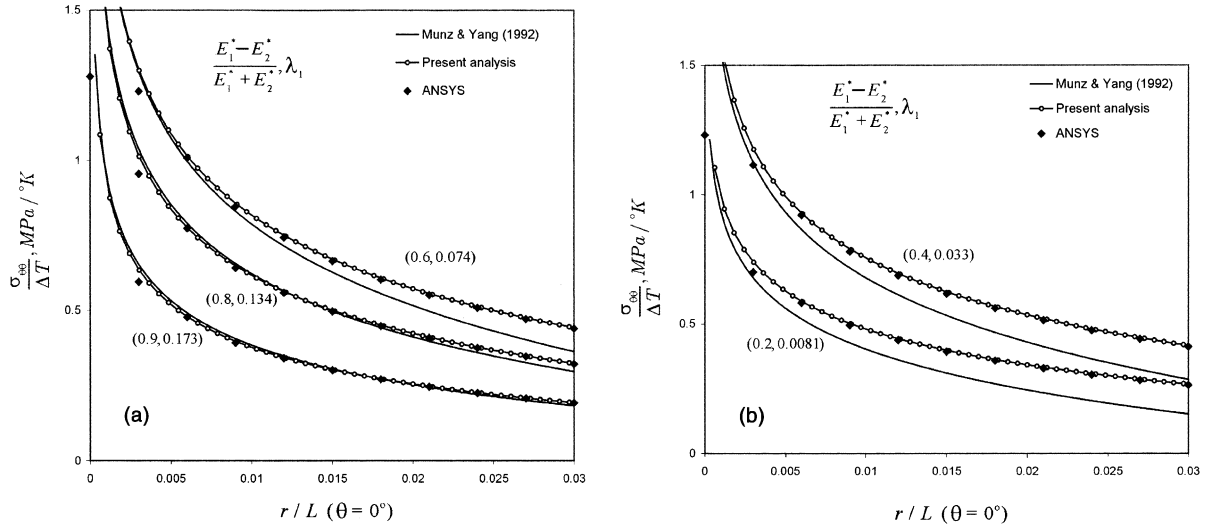 1.5
1
0.5
0
σθθ / ΔT , MPa / °K
E1* − E2* / E1* + E2* , λ1
Munz & Yang (1992)
Present analysis
ANSYS
(0.6, 0.074)
(0.8, 0.134)
(0.9, 0.173)
(a)
0 0.005 0.01 0.015 0.02 0.025 0.03
r / L (θ = 0°)
1.5
1
0.5
0
σθθ / ΔT , MPa / °K
E1* − E2* / E1* + E2* , λ1
Munz & Yang (1992)
Present analysis
ANSYS
(0.4, 0.033)
(0.2, 0.0081)
(b)
0 0.005 0.01 0.015 0.02 0.025 0.03
r / L (θ = 0°)